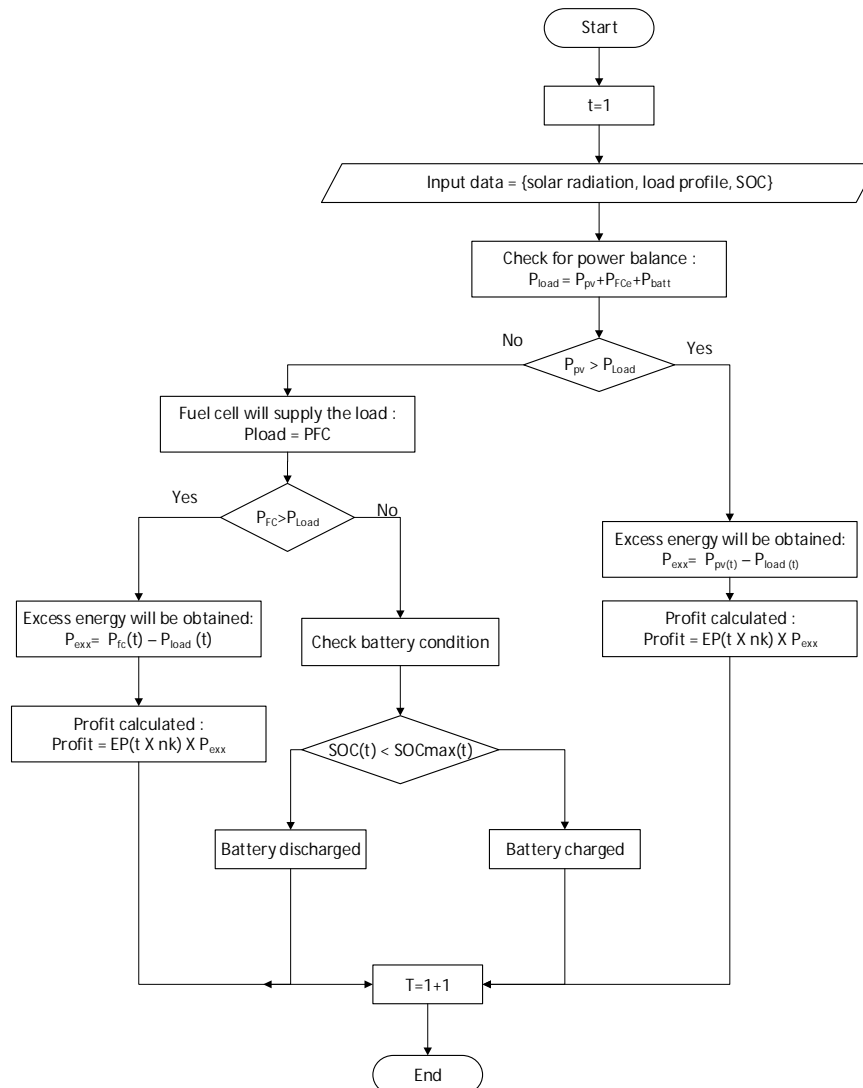 Start
t=1
Input data = {solar radiation, load profile, SOC}
Check for power balance :
Pload = Ppv+PFCe+Pbatt
No
Yes
Ppv > PLoad
Fuel cell will supply the load :
Pload = PFC
Yes
No
PFC>PLoad
Excess energy will be obtained:
Pexx= Ppv(t) – Pload (t)
Excess energy will be obtained:
Pexx= Pfc(t) – Pload (t)
Profit calculated :
Profit = EP(t X nk) X Pexx
Check battery condition
Profit calculated :
Profit = EP(t X nk) X Pexx
SOC(t) < SOCmax(t)
Battery discharged
Battery charged
T=1+1
End